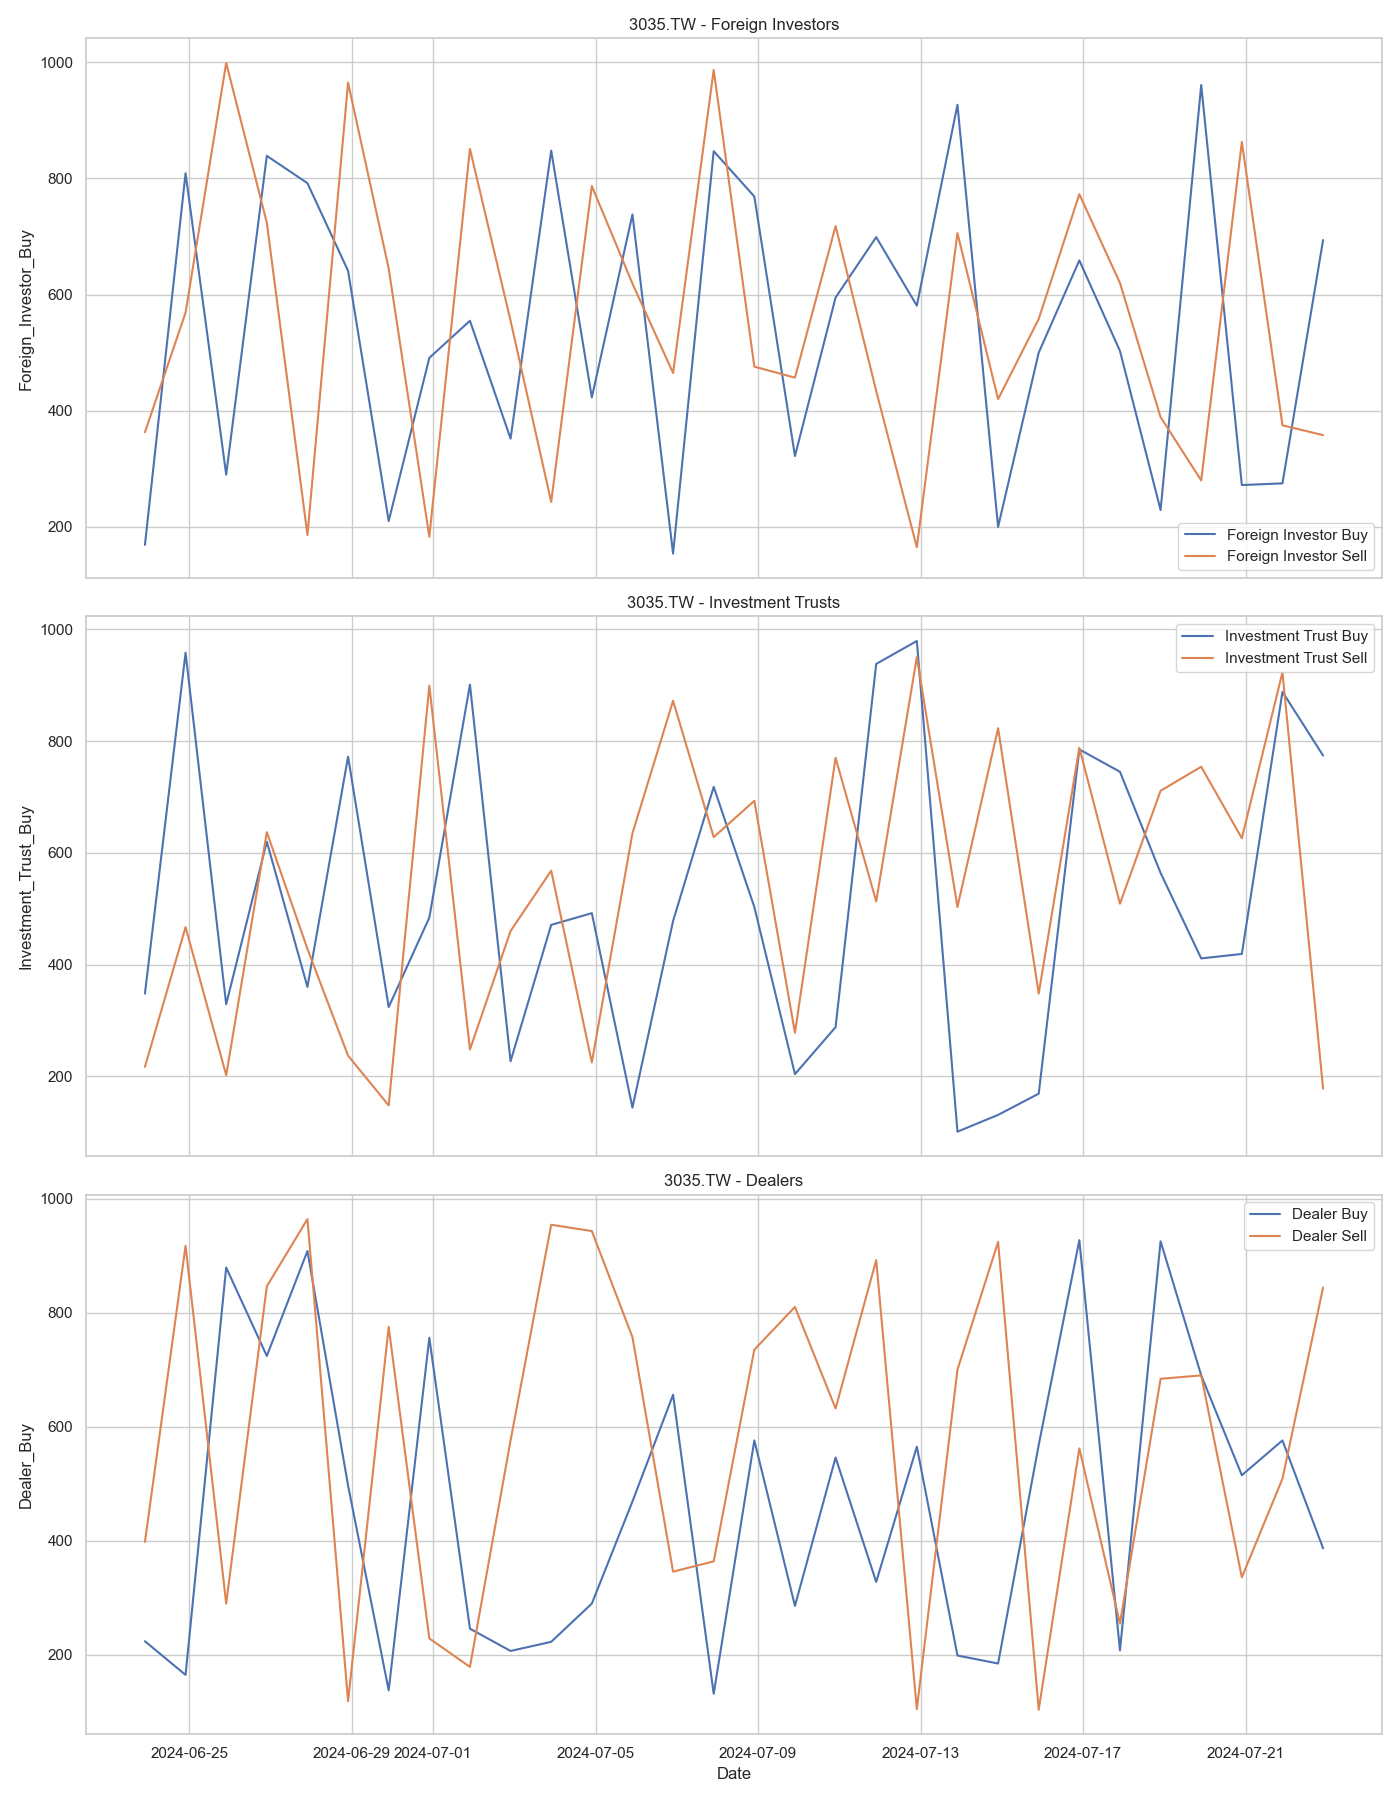 3035.TW - Foreign Investors
Foreign_Investor_Buy
1000
800
600
400
200
Foreign Investor Buy
Foreign Investor Sell
3035.TW - Investment Trusts
Investment_Trust_Buy
1000
800
600
400
200
Investment Trust Buy
Investment Trust Sell
3035.TW - Dealers
Dealer_Buy
1000
800
600
400
200
Dealer Buy
Dealer Sell
2024-06-25 2024-06-29 2024-07-01 2024-07-05 2024-07-09 2024-07-13 2024-07-17 2024-07-21
Date